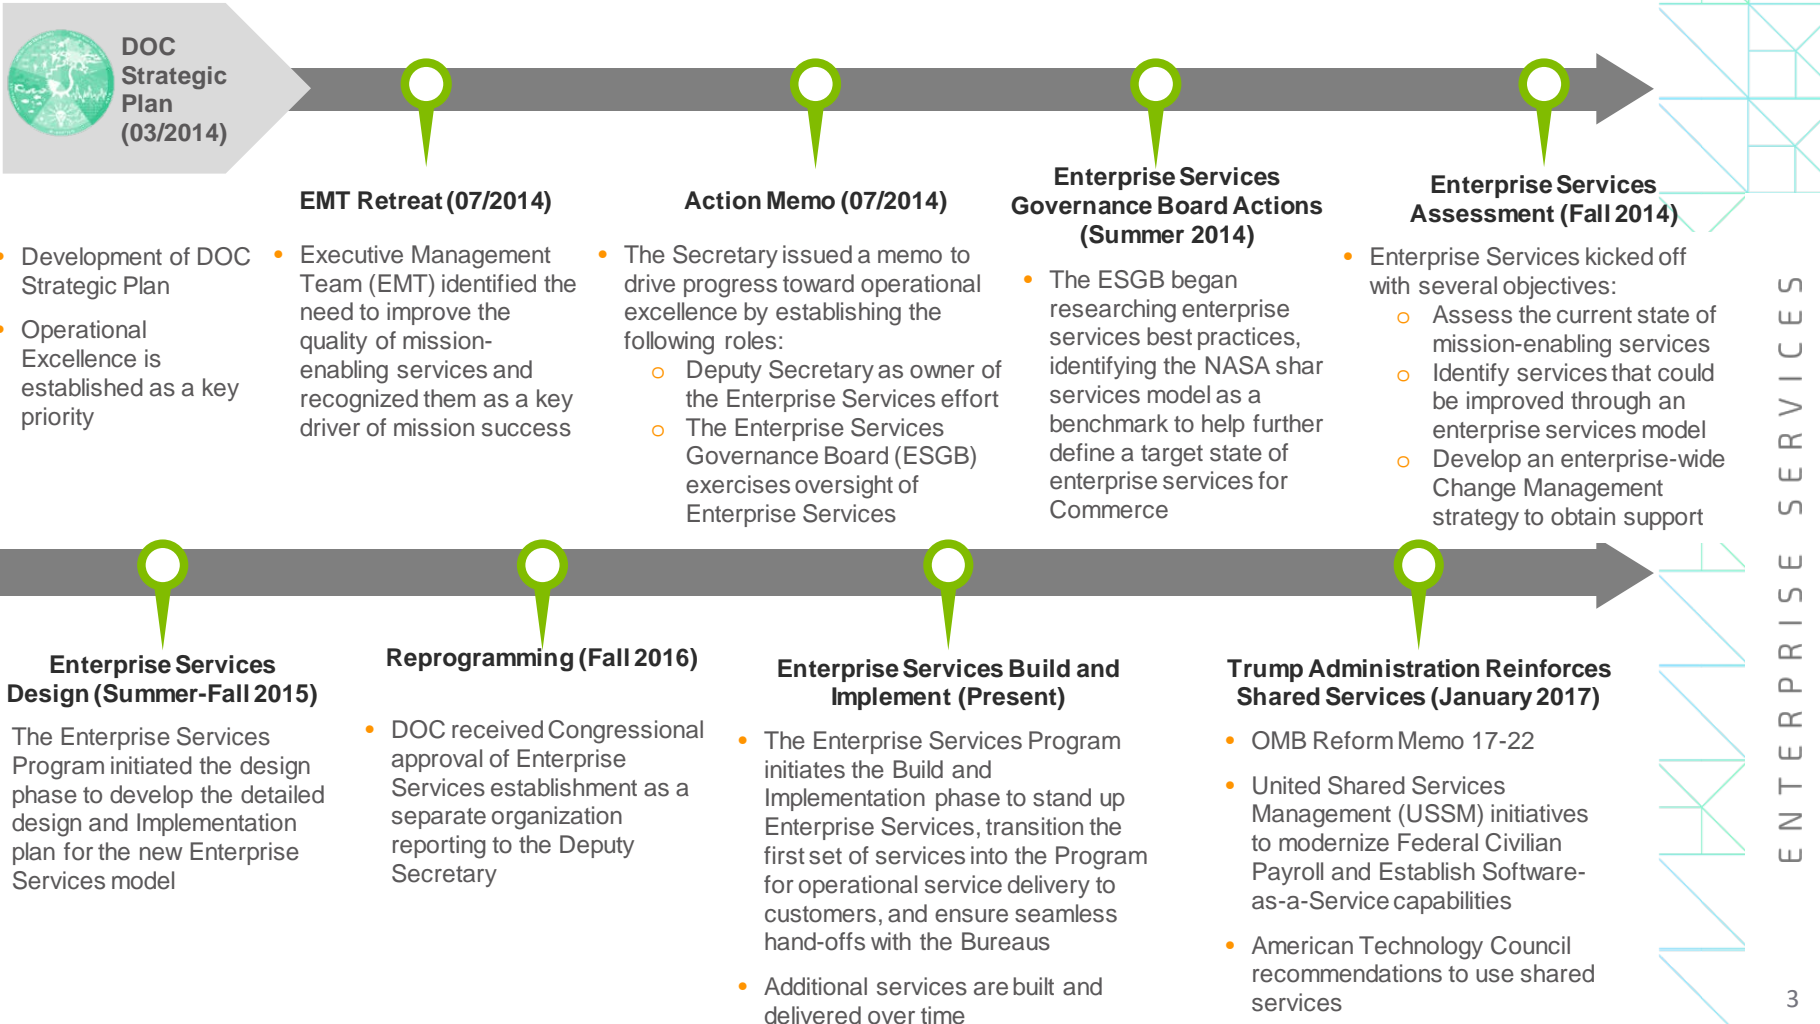 DOC
Strategic
Plan
(03/2014)
• Development of DOC
Strategic Plan
• Operational
Excellence is
established as a key
priority
EMT Retreat (07/2014)
• Executive Management
Team (EMT) identified the
need to improve the
quality of mission-
enabling services and
recognized them as a key
driver of mission success
Action Memo (07/2014)
• The Secretary issued a memo to
drive progress toward operational
excellence by establishing the
following roles:
o Deputy Secretary as owner of
the Enterprise Services effort
o The Enterprise Services
Governance Board (ESGB)
exercises oversight of
Enterprise Services
Enterprise Services
Governance Board Actions
(Summer 2014)
• The ESGB began
researching enterprise
services best practices,
identifying the NASA shar
services model as a
benchmark to help further
define a target state of
enterprise services for
Commerce
Enterprise Services
Assessment (Fall 2014)
• Enterprise Services kicked off
with several objectives:
o Assess the current state of
mission-enabling services
o Identify services that could
be improved through an
enterprise services model
o Develop an enterprise-wide
Change Management
strategy to obtain support
Enterprise Services
Design (Summer-Fall 2015)
The Enterprise Services
Program initiated the design
phase to develop the detailed
design and Implementation
plan for the new Enterprise
Services model
Reprogramming (Fall 2016)
• DOC received Congressional
approval of Enterprise
Services establishment as a
separate organization
reporting to the Deputy
Secretary
Enterprise Services Build and
Implement (Present)
• The Enterprise Services Program
initiates the Build and
Implementation phase to stand up
Enterprise Services, transition the
first set of services into the Program
for operational service delivery to
customers, and ensure seamless
hand-offs with the Bureaus
• Additional services are built and
delivered over time
Trump Administration Reinforces
Shared Services (January 2017)
• OMB Reform Memo 17-22
• United Shared Services
Management (USSM) initiatives
to modernize Federal Civilian
Payroll and Establish Software-
as-a-Service capabilities
• American Technology Council
recommendations to use shared
services
ENTERPRISE SERVICES
3